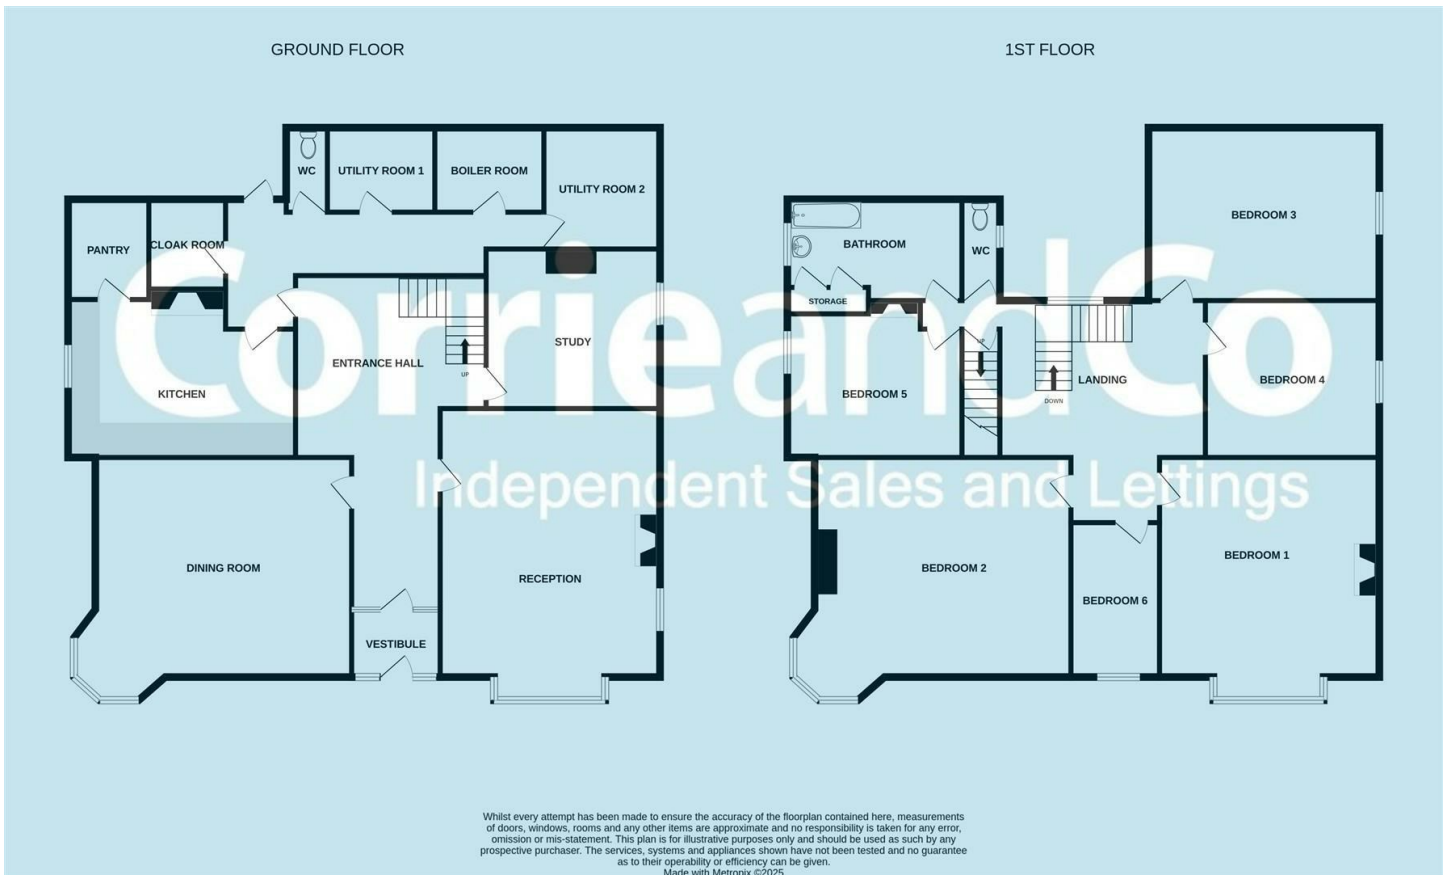 GROUND FLOOR
1ST FLOOR
WC
UTILITY ROOM 1
BOILER ROOM
UTILITY ROOM 2
PANTRY
CLOAK ROOM
STUDY
ENTRANCE HALL
UP
KITCHEN
DINING ROOM
RECEPTION
VESTIBULE
BEDROOM 3
BATHROOM
WC
STORAGE
UP
LANDING
DOWN
BEDROOM 4
BEDROOM 5
BEDROOM 2
BEDROOM 1
BEDROOM 6
CorrieandCo
Independent Sales and Lettings
Whilst every attempt has been made to ensure the accuracy of the floorplan contained here, measurements
of doors, windows, rooms and any other items are approximate and no responsibility is taken for any error,
omission or mis-statement. This plan is for illustrative purposes only and should be used as such by any
prospective purchaser. The services, systems and appliances shown have not been tested and no guarantee
as to their operability or efficiency can be given.
Made with Metropix ©2025